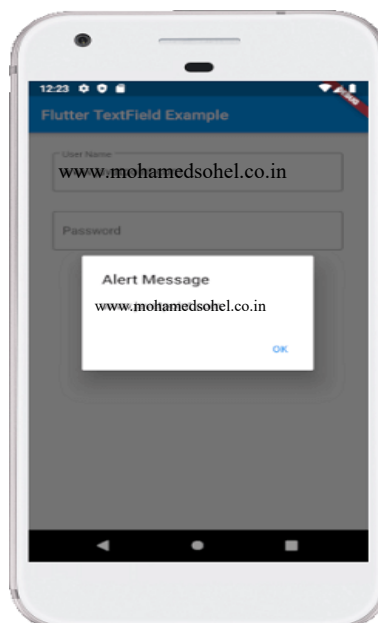 12:23
DEBUG
Flutter TextField Example
User Name
www.mohamedsohel.co.in
Password
Alert Message
www.mohamedsohel.co.in
OK